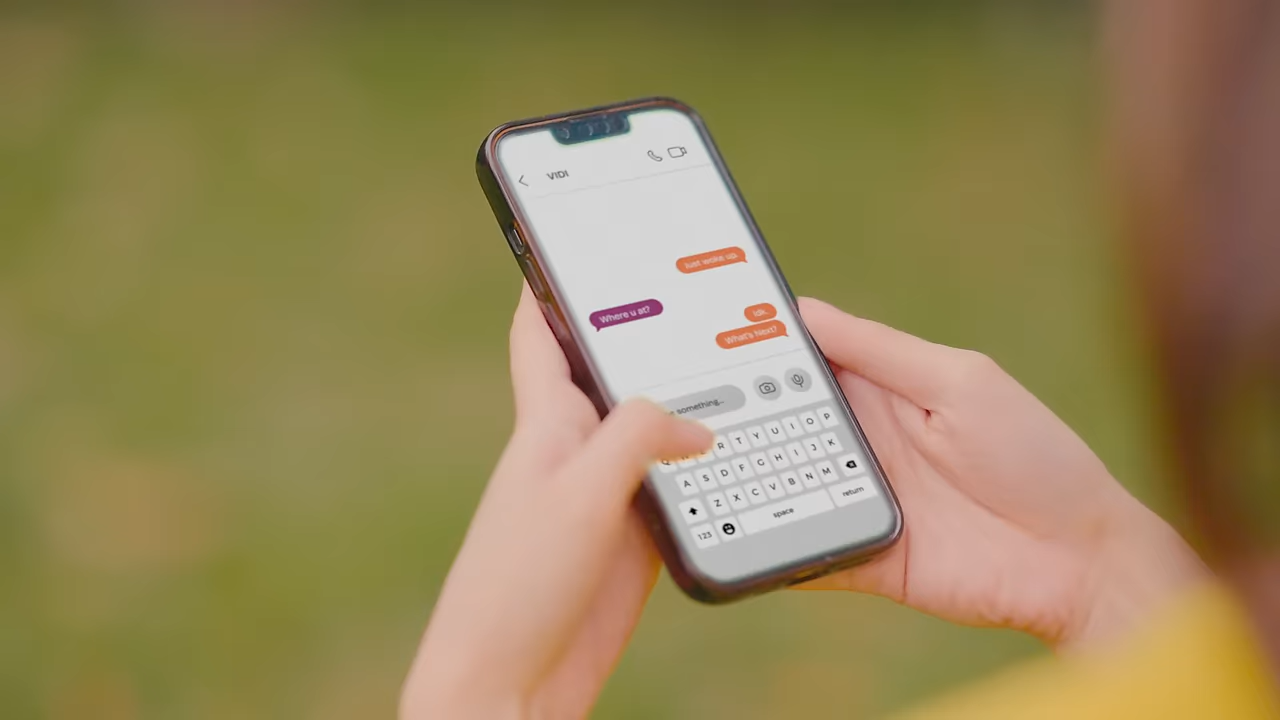 VIDI
Just woke up.
Where u at?
Idk.
What's Next?
something..
Q W R T Y U I O P
A S D F G H I J K
Z X C V B N M
123 space return